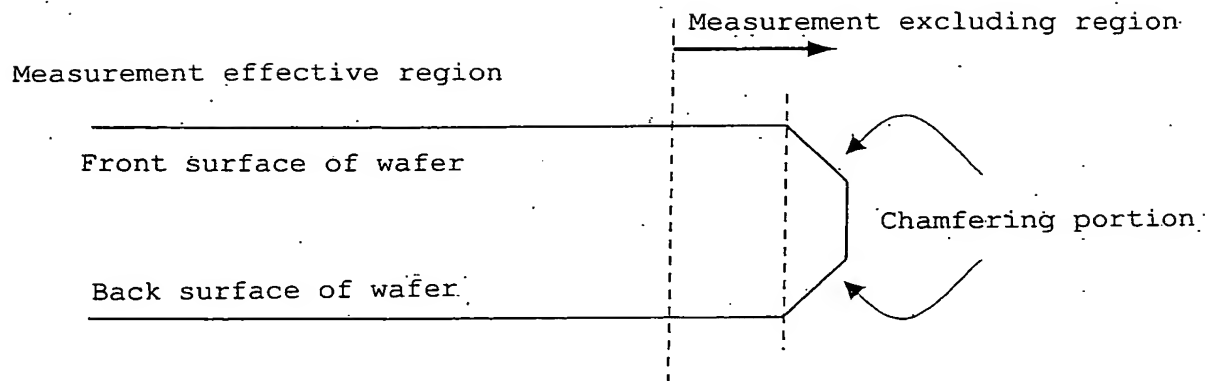 Measurement excluding region
Measurement effective region
Front surface of wafer
Chamfering portion
Back surface of wafer